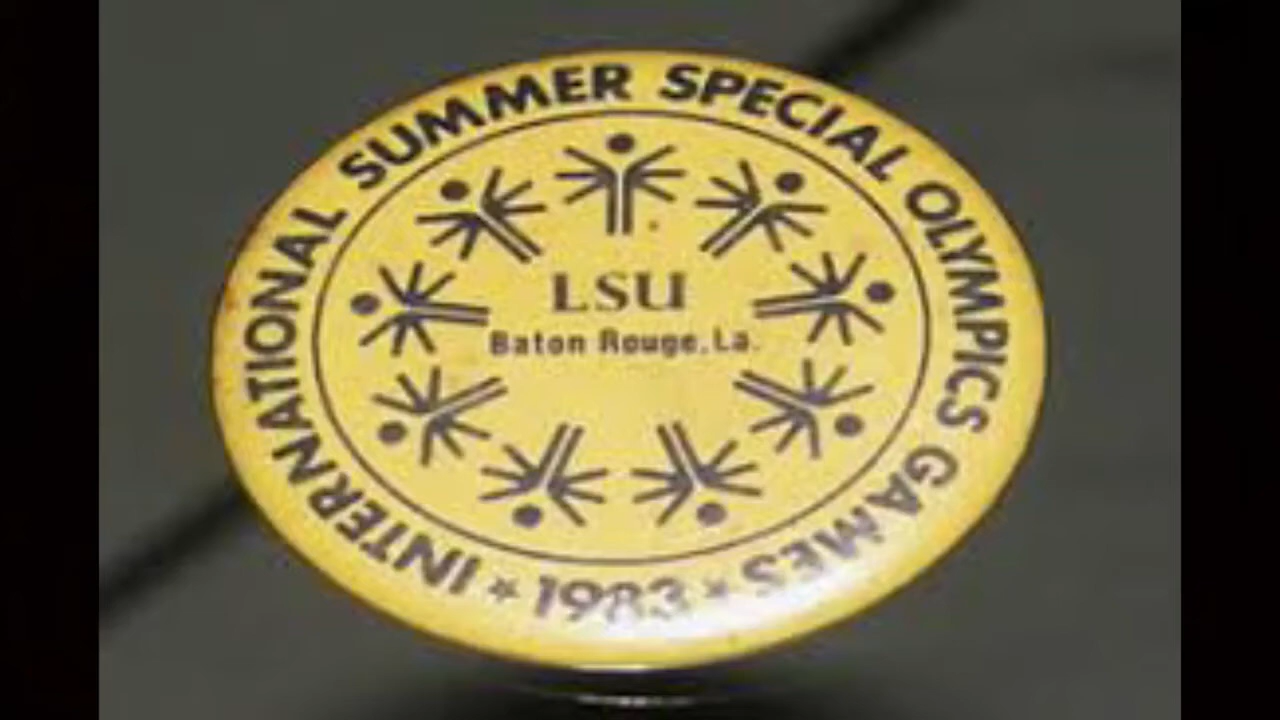 INTERNATIONAL SUMMER SPECIAL OLYMPICS GAMES
* 1983 *
LSU
Baton Rouge, La.